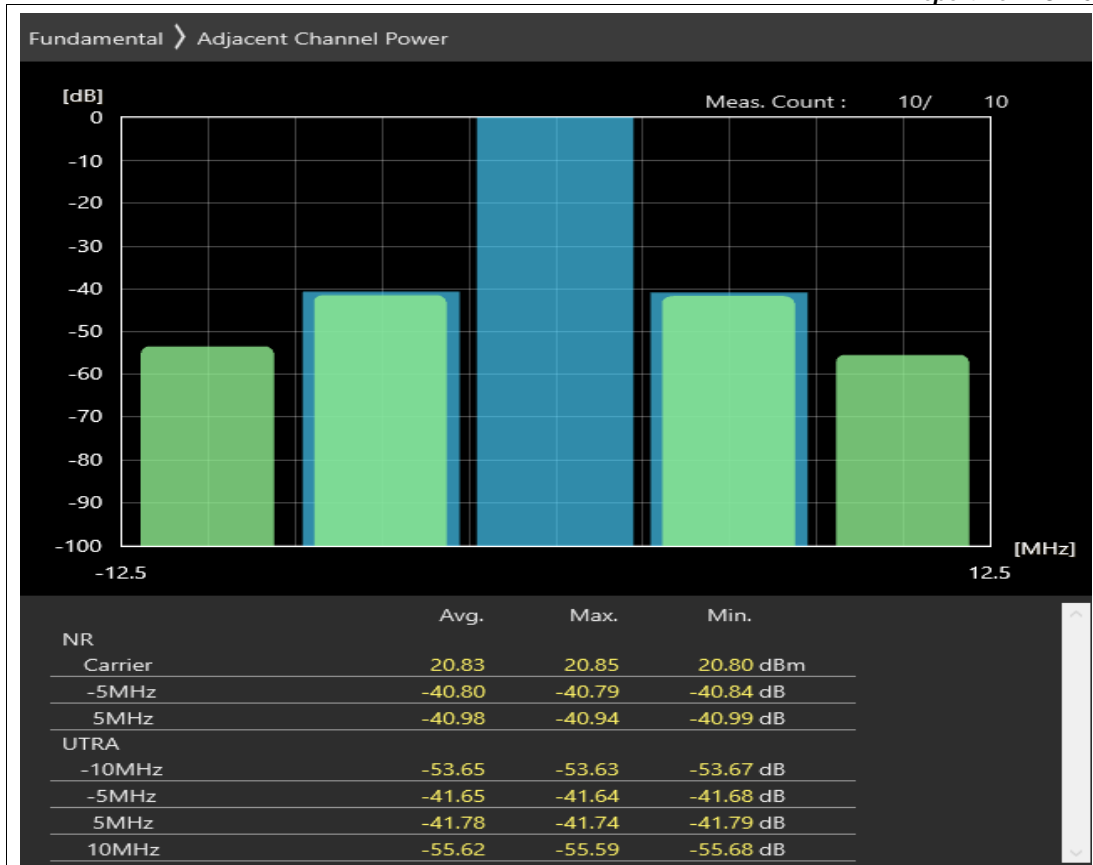 Fundamental 〉 Adjacent Channel Power
[dB]
Meas. Count : 10/ 10
0
-10
-20
-30
-40
-50
-60
-70
-80
-90
-100
[MHz]
-12.5 12.5
Avg. Max. Min.
NR
Carrier 20.83 20.85 20.80 dBm
-5MHz -40.80 -40.79 -40.84 dB
5MHz -40.98 -40.94 -40.99 dB
UTRA
-10MHz -53.65 -53.63 -53.67 dB
-5MHz -41.65 -41.64 -41.68 dB
5MHz -41.78 -41.74 -41.79 dB
10MHz -55.62 -55.59 -55.68 dB